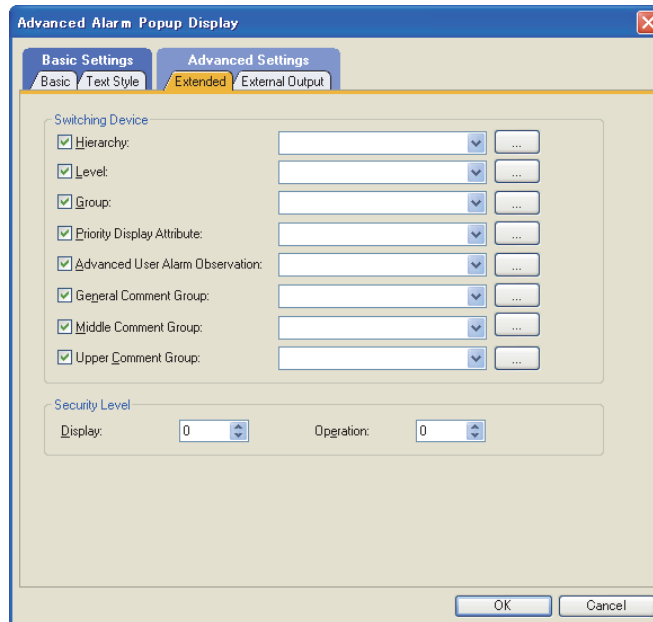 Advanced Alarm Popup Display
Basic Settings
Advanced Settings
Basic
Text Style
Extended
External Output
Switching Device
Hierarchy:
...
Level:
...
Group:
...
Priority Display Attribute:
...
Advanced User Alarm Observation:
...
General Comment Group:
...
Middle Comment Group:
...
Upper Comment Group:
...
Security Level
Display: 0 Operation: 0
OK Cancel